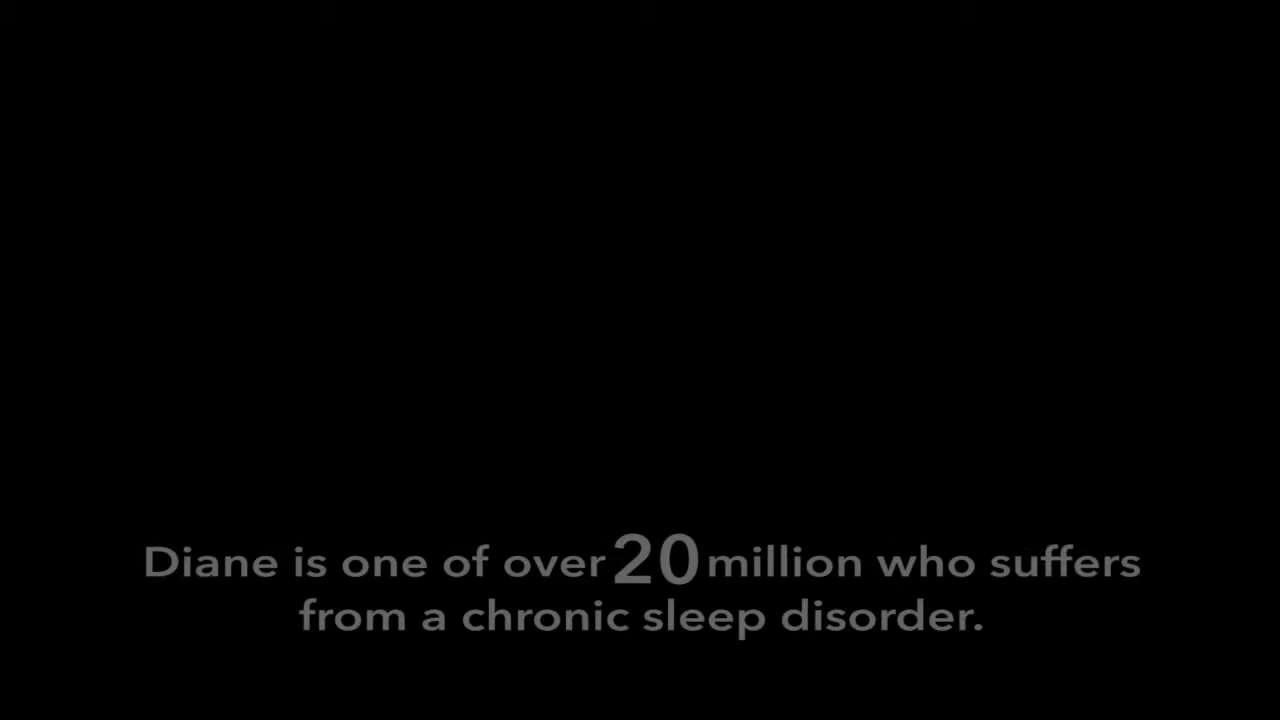 Diane is one of over 20 million who suffers
from a chronic sleep disorder.